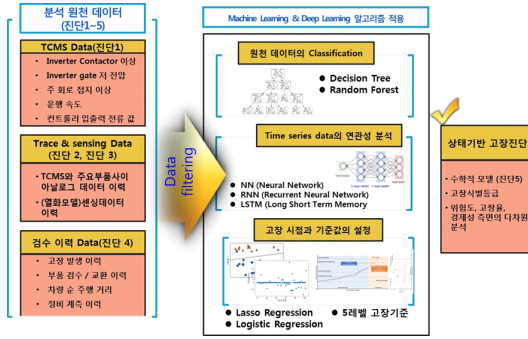 분석 원천 데이터
(진단1~5)
TCMS Data(진단1)
• Inverter Contactor 이상
• Inverter gate 저 전압
• 주 회로 접지 이상
• 운행 속도
• 컨트롤러 입출력 전류 값
Trace & sensing Data
(진단 2, 진단 3)
•TCMS와 주요부품사이
아날로그 데이터 이력
•(열화모델)센싱데이터
이력
검수 이력 Data(진단 4)
• 고장 발생 이력
• 부품 검수 / 교환 이력
• 차량 순 주행 거리
• 정비 계측 이력
Data
filtering
Machine Learning & Deep Learning 알고리즘 적용
원천 데이터의 Classification
• Decision Tree
• Random Forest
Time series data의 연관성 분석
• NN (Neural Network)
• RNN (Recurrent Neural Network)
• LSTM (Long Short Term Memory
고장 시점과 기준값의 설정
• Lasso Regression
• Logistic Regression
• 5레벨 고장기준
상태기반 고장진단
• 수학적 모델 (진단5)
• 고장식별등급
• 위험도, 고장율,
경제성 측면의 다차원
분석